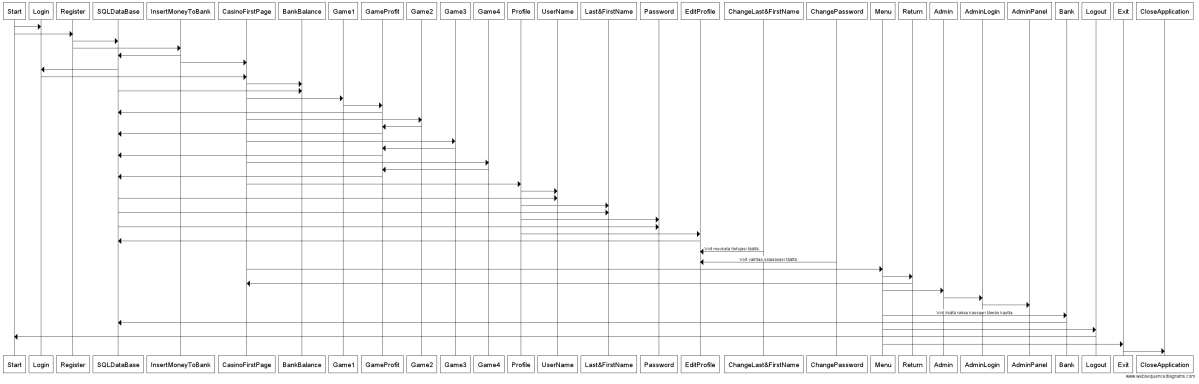 Start Login Register SQLDataBase InsertMoneyToBank CasinoFirstPage BankBalance Game1 GameProfit Game2 Game3 Game4 Profile UserName Last&FirstName Password EditProfile ChangeLast&FirstName ChangePassword Menu Return Admin AdminLogin AdminPanel Bank Logout Exit CloseApplication
Voit muokata tietojasi täältä.
Voit vaihtaa salasanasi täältä.
Voit lisätä rahaa kassaan tämän kautta.
Start Login Register SQLDataBase InsertMoneyToBank CasinoFirstPage BankBalance Game1 GameProfit Game2 Game3 Game4 Profile UserName Last&FirstName Password EditProfile ChangeLast&FirstName ChangePassword Menu Return Admin AdminLogin AdminPanel Bank Logout Exit CloseApplication
www.websequencediagrams.com